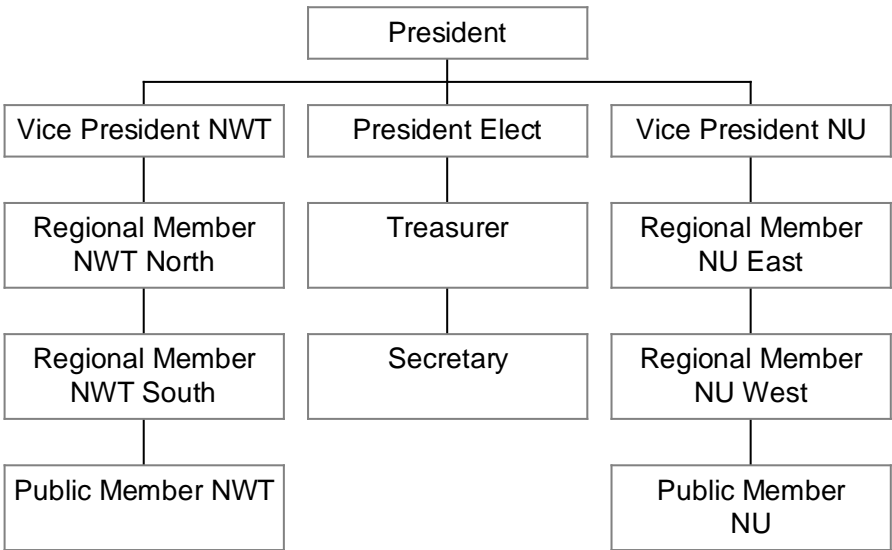 President
Vice President NWT
President Elect
Vice President NU
Regional Member
NWT North
Treasurer
Regional Member
NU East
Regional Member
NWT South
Secretary
Regional Member
NU West
Public Member NWT
Public Member
NU